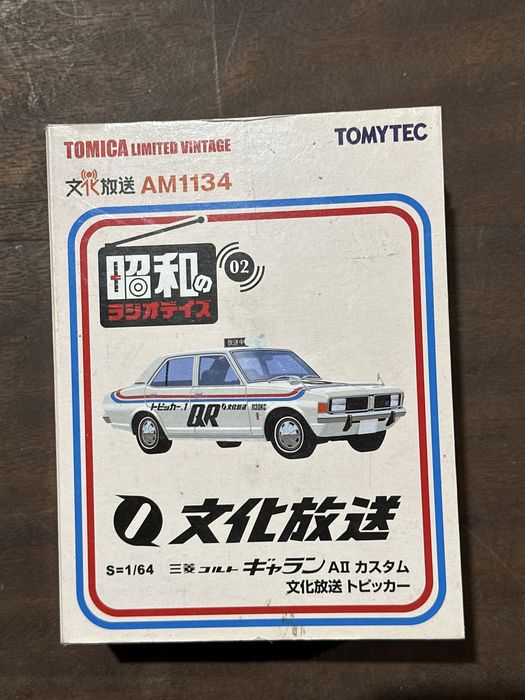 TOMICA LIMITED VINTAGE
TOMYTEC
文化放送 AM1134
昭和の
ラジオデイズ
02
放送中
トピッカー.1 QR 文化放送 1130KC
文化放送
S=1/64 三菱 コルト ギャラン AII カスタム
文化放送 トピッカー